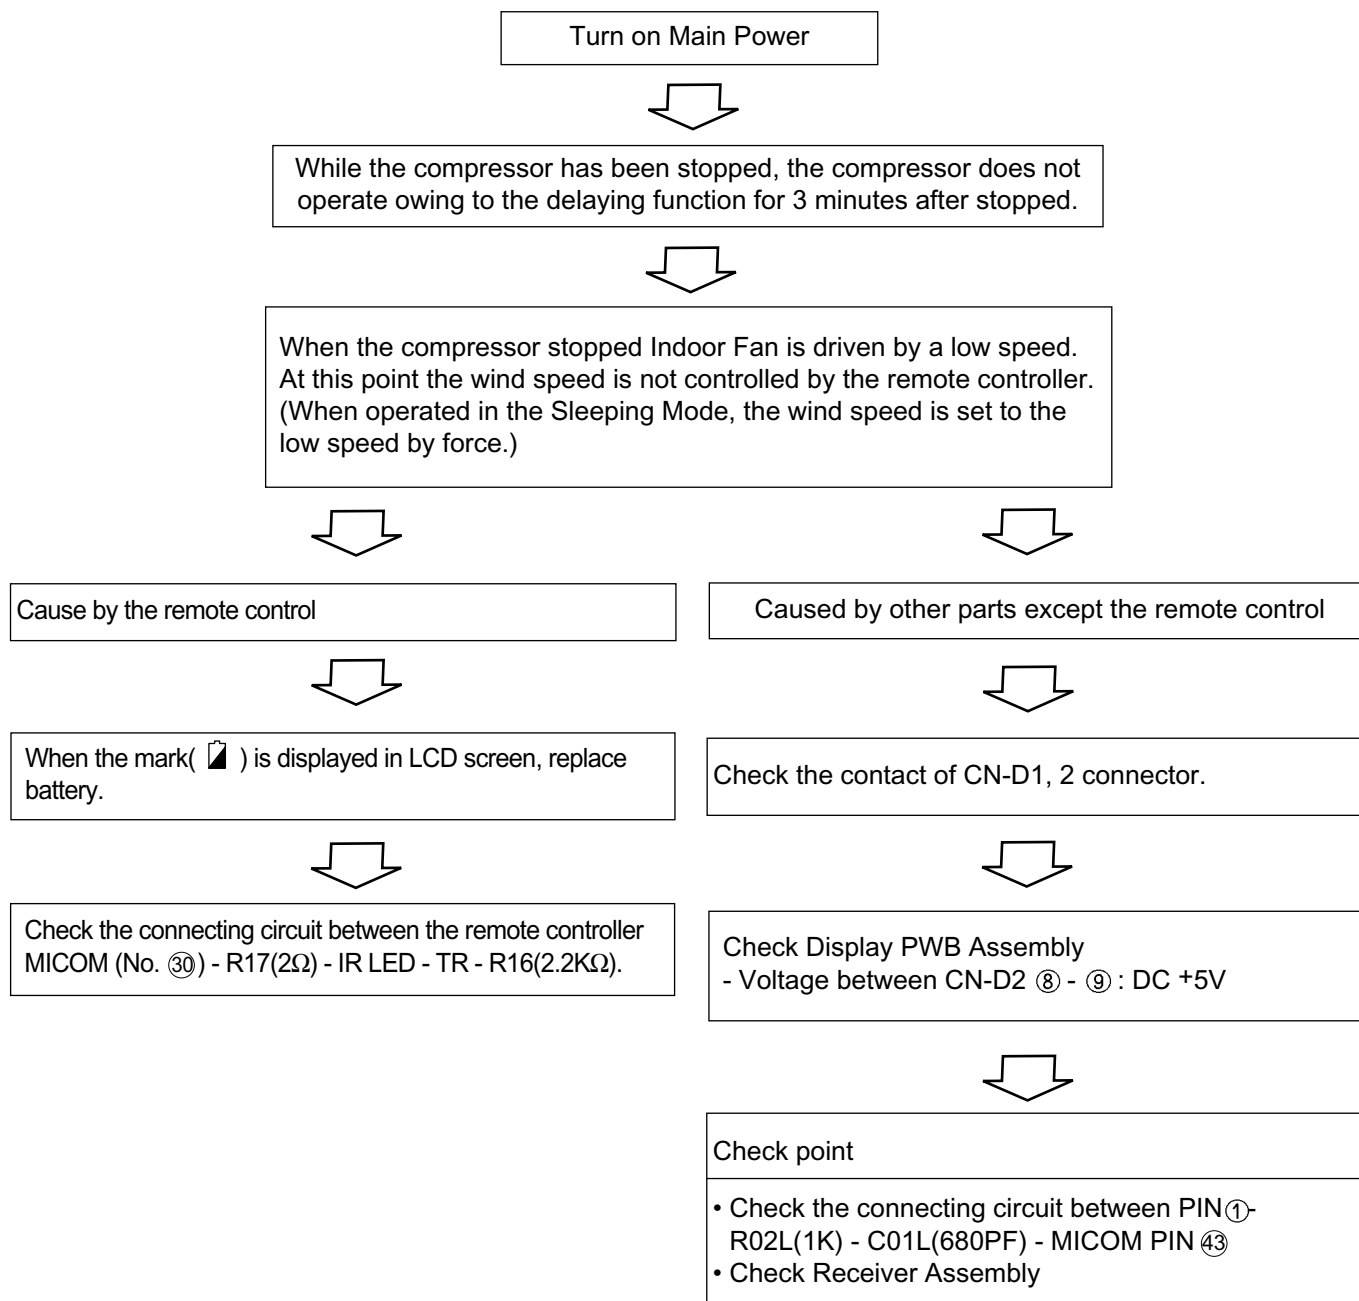 Turn on Main Power
While the compressor has been stopped, the compressor does not
operate owing to the delaying function for 3 minutes after stopped.
When the compressor stopped Indoor Fan is driven by a low speed.
At this point the wind speed is not controlled by the remote controller.
(When operated in the Sleeping Mode, the wind speed is set to the
low speed by force.)
Cause by the remote control
When the mark( ) is displayed in LCD screen, replace
battery.
Check the connecting circuit between the remote controller
MICOM (No. ㉚) - R17(2Ω) - IR LED - TR - R16(2.2KΩ).
Caused by other parts except the remote control
Check the contact of CN-D1, 2 connector.
Check Display PWB Assembly
- Voltage between CN-D2 ⑧ - ⑨ : DC +5V
Check point
• Check the connecting circuit between PIN①-
R02L(1K) - C01L(680PF) - MICOM PIN ㊸
• Check Receiver Assembly